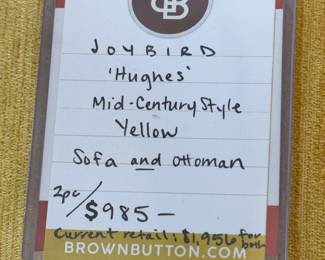 B
JOYBIRD
'Hughes'
Mid-Century Style
Yellow
Sofa and ottoman
2pc/$985—
Current retail: $1,956 for both
BROWNBUTTON.COM